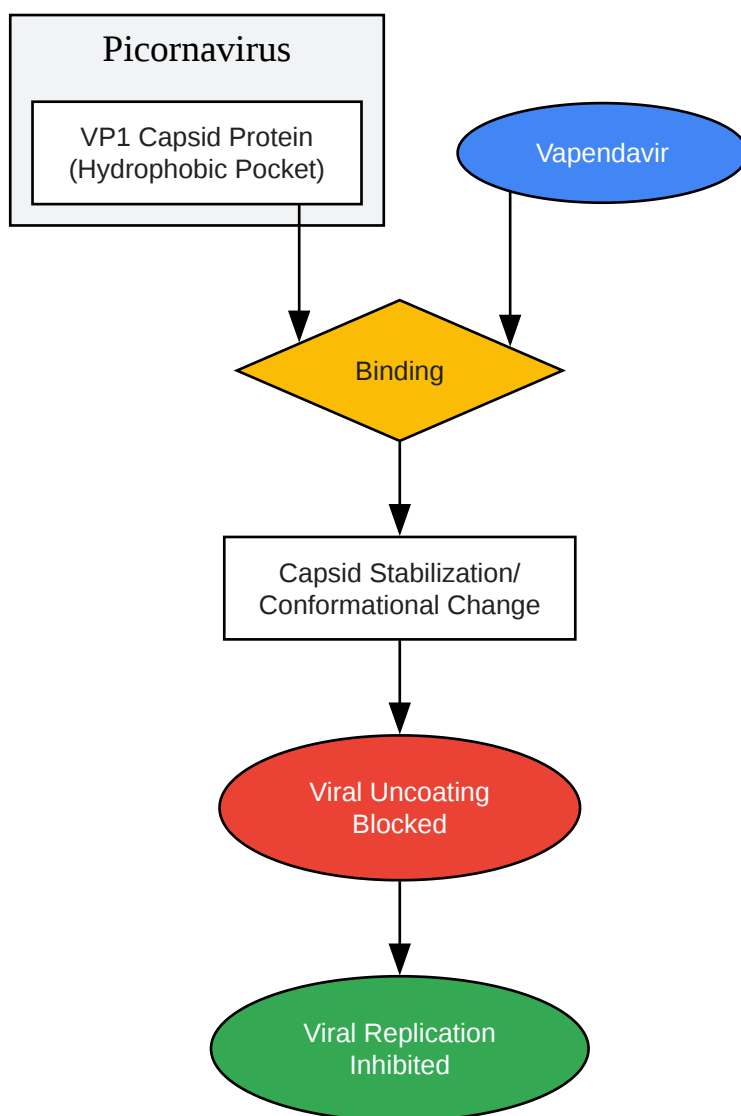 Picornavirus
VP1 Capsid Protein
(Hydrophobic Pocket)
Vapendavir
Binding
Capsid Stabilization/
Conformational Change
Viral Uncoating
Blocked
Viral Replication
Inhibited